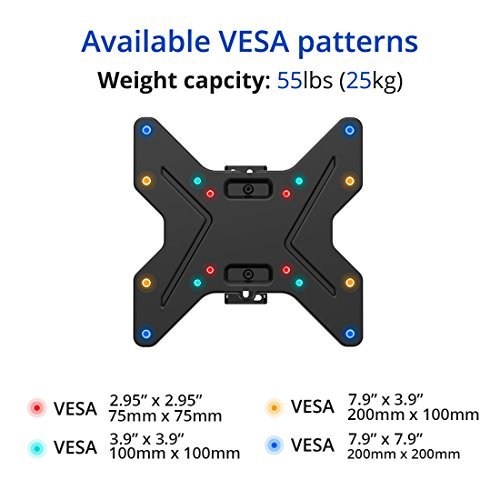 Available VESA patterns
Weight capcity: 55lbs (25kg)
VESA 2.95” x 2.95”
75mm x 75mm
VESA 7.9” x 3.9”
200mm x 100mm
VESA 3.9” x 3.9”
100mm x 100mm
VESA 7.9” x 7.9”
200mm x 200mm